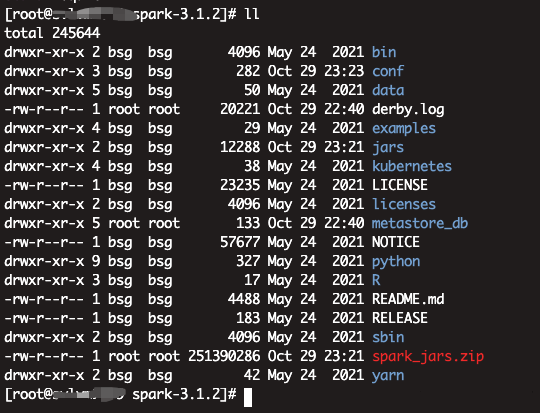 [root@ spark-3.1.2]# ll
total 245644
drwxr-xr-x 2 bsg  bsg       4096 May 24  2021 bin
drwxr-xr-x 3 bsg  bsg        282 Oct 29 23:23 conf
drwxr-xr-x 5 bsg  bsg         50 May 24  2021 data
-rw-r--r-- 1 root root     20221 Oct 29 22:40 derby.log
drwxr-xr-x 4 bsg  bsg         29 May 24  2021 examples
drwxr-xr-x 2 bsg  bsg      12288 Oct 29 23:21 jars
drwxr-xr-x 4 bsg  bsg         38 May 24  2021 kubernetes
-rw-r--r-- 1 bsg  bsg      23235 May 24  2021 LICENSE
drwxr-xr-x 2 bsg  bsg       4096 May 24  2021 licenses
drwxr-xr-x 5 root root       133 Oct 29 22:40 metastore_db
-rw-r--r-- 1 bsg  bsg      57677 May 24  2021 NOTICE
drwxr-xr-x 9 bsg  bsg        327 May 24  2021 python
drwxr-xr-x 3 bsg  bsg         17 May 24  2021 R
-rw-r--r-- 1 bsg  bsg       4488 May 24  2021 README.md
-rw-r--r-- 1 bsg  bsg        183 May 24  2021 RELEASE
drwxr-xr-x 2 bsg  bsg       4096 May 24  2021 sbin
-rw-r--r-- 1 root root 251390286 Oct 29 23:21 spark_jars.zip
drwxr-xr-x 2 bsg  bsg         42 May 24  2021 yarn
[root@ spark-3.1.2]#